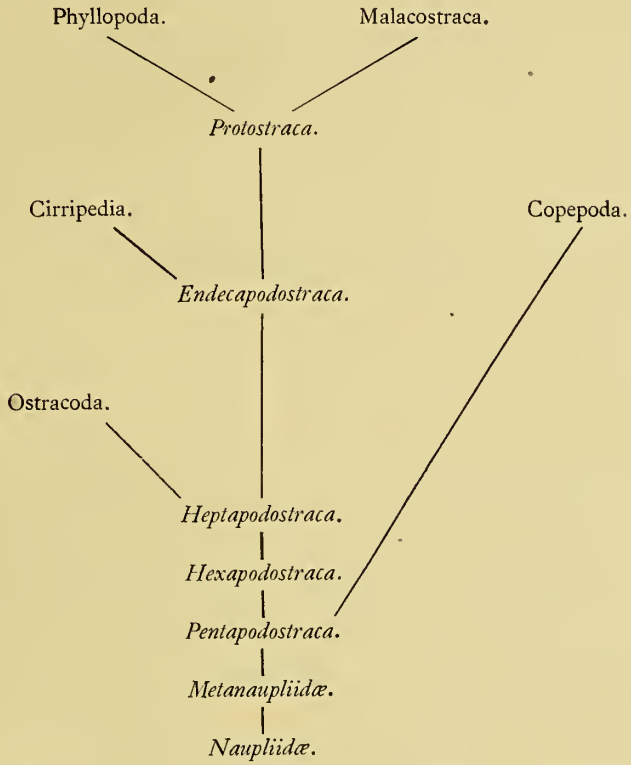 Phyllopoda. Malacostraca.
Protostraca.
Cirripedia. Copepoda.
Endecapodostraca.
Ostracoda.
Heptapodostraca.
Hexapodostraca.
Pentapodostraca.
Metanaupliidæ.
Naupliidæ.